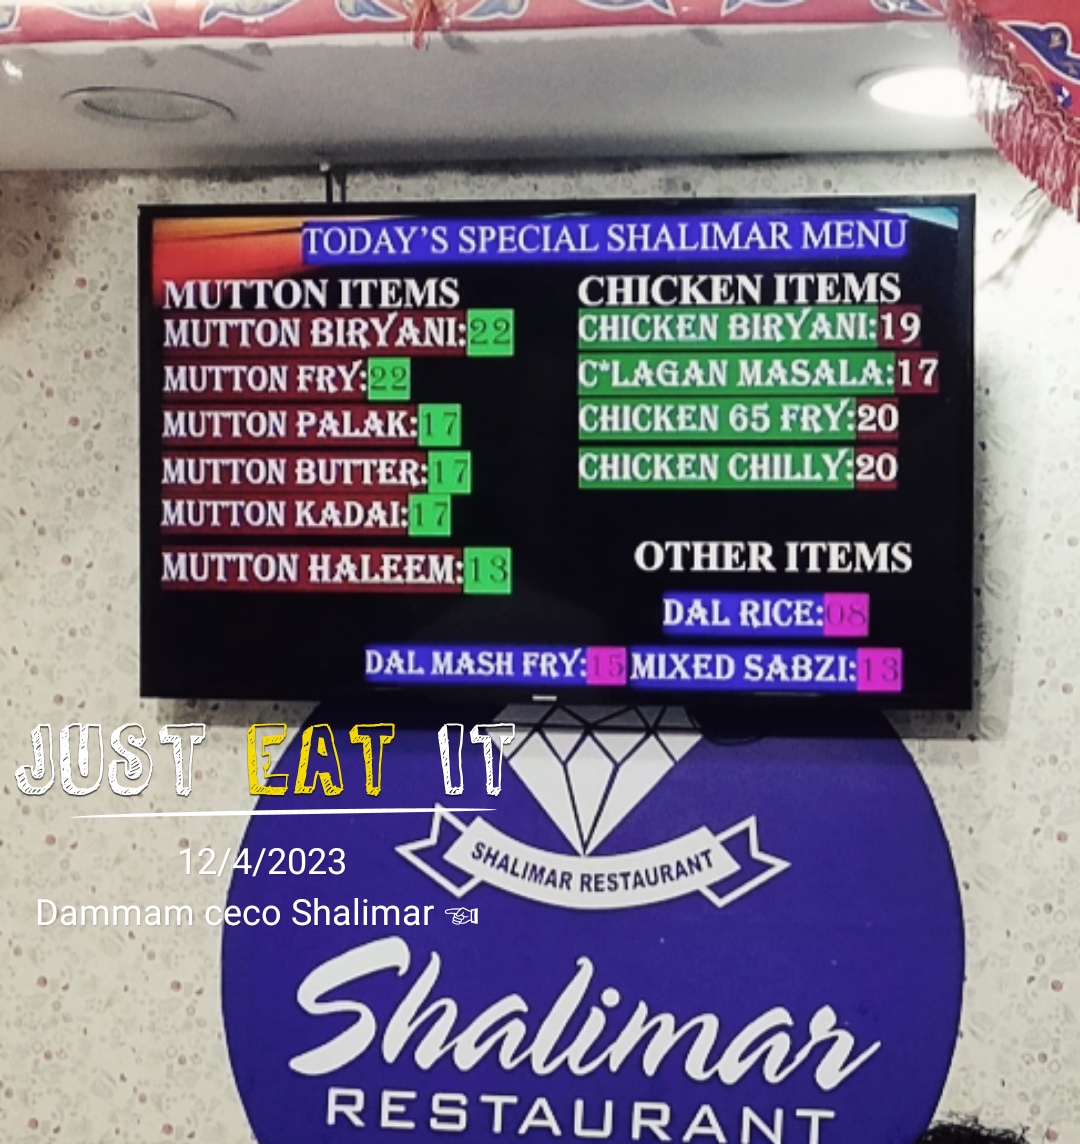 TODAY'S SPECIAL SHALIMAR MENU
MUTTON ITEMS
MUTTON BIRYANI:22
MUTTON FRY:22
MUTTON PALAK:17
MUTTON BUTTER:17
MUTTON KADAI:17
MUTTON HALEEM:13
CHICKEN ITEMS
CHICKEN BIRYANI:19
C*LAGAN MASALA:17
CHICKEN 65 FRY:20
CHICKEN CHILLY:20
OTHER ITEMS
DAL RICE:08
DAL MASH FRY:15 MIXED SABZI:13
JUST EAT IT
12/4/2023
Dammam ceco Shalimar 👈
SHALIMAR RESTAURANT
Shalimar
RESTAURANT